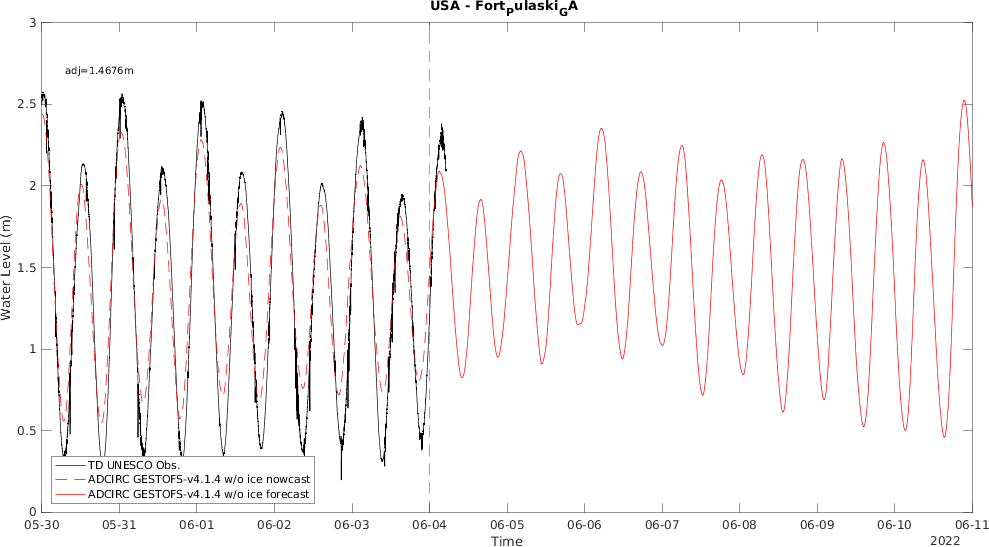 USA - FortPulaskiGA
adj=1.4676m
3
2.5
2
1.5
1
0.5
0
Water Level (m)
TD UNESCO Obs.
ADCIRC GESTOFS-v4.1.4 w/o ice nowcast
ADCIRC GESTOFS-v4.1.4 w/o ice forecast
05-30 05-31 06-01 06-02 06-03 06-04 06-05 06-06 06-07 06-08 06-09 06-10 06-11
Time
2022